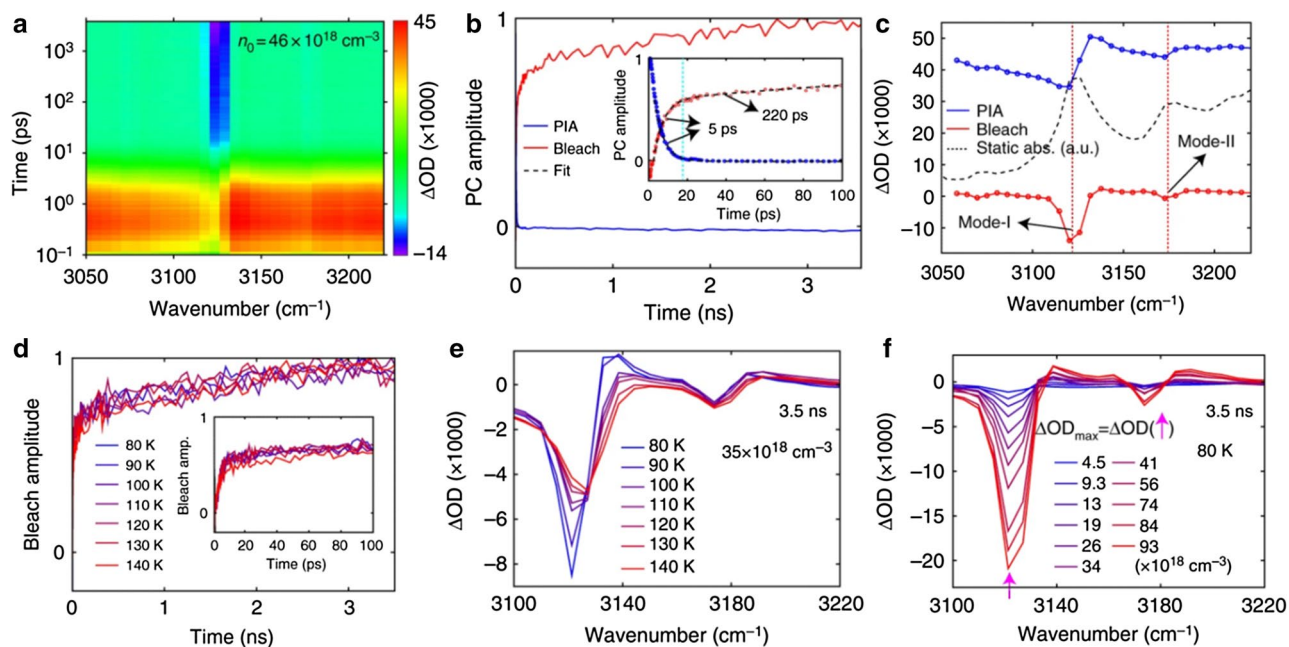 a
n₀ = 46×10¹⁸ cm⁻³
10³
10²
10¹
10⁰
10⁻¹
Time (ps)
3050
3100
3150
3200
Wavenumber (cm⁻¹)
45
−14
ΔOD (×1000)
b
1
0
PC amplitude
PIA
Bleach
Fit
0
1
2
3
Time (ns)
1
0
PC amplitude
5 ps
220 ps
0
20
40
60
80
100
Time (ps)
c
50
40
30
20
10
0
−10
ΔOD (×1000)
PIA
Bleach
Static abs. (a.u.)
Mode-II
Mode-I
3050
3100
3150
3200
Wavenumber (cm⁻¹)
d
1
0
Bleach amplitude
80 K
90 K
100 K
110 K
120 K
130 K
140 K
0
1
2
3
Time (ns)
1
0
Bleach amp.
0
20
40
60
80
100
Time (ps)
e
0
−2
−4
−6
−8
ΔOD (×1000)
3.5 ns
35×10¹⁸ cm⁻³
80 K
90 K
100 K
110 K
120 K
130 K
140 K
3100
3140
3180
3220
Wavenumber (cm⁻¹)
f
0
−5
−10
−15
−20
ΔOD (×1000)
3.5 ns
ΔODmax=ΔOD(↑)
80 K
4.5
9.3
13
19
26
34
41
56
74
84
93
(×10¹⁸ cm⁻³)
3100
3140
3180
3220
Wavenumber (cm⁻¹)